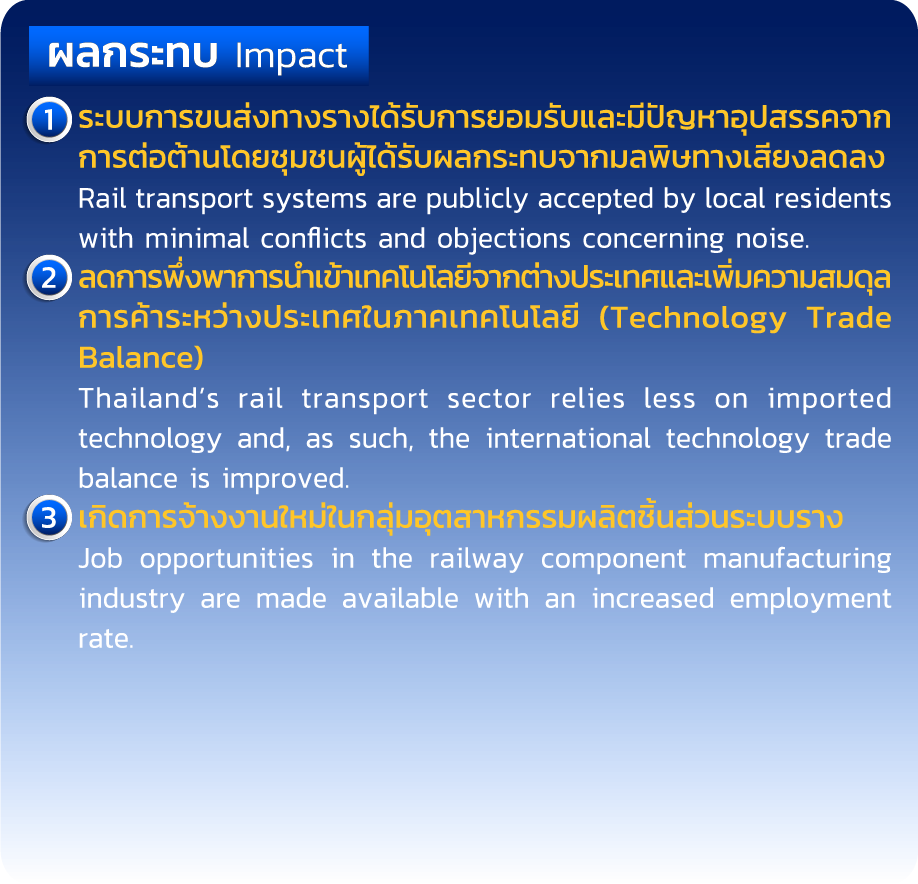 ผลกระทบ Impact
1 ระบบการขนส่งทางรางได้รับการยอมรับและมีปัญหาอุปสรรคจาก
การต่อต้านโดยชุมชนผู้ได้รับผลกระทบจากมลพิษทางเสียงลดลง
Rail transport systems are publicly accepted by local residents
with minimal conflicts and objections concerning noise.
2 ลดการพึ่งพาการนำเข้าเทคโนโลยีจากต่างประเทศและเพิ่มความสมดุล
การค้าระหว่างประเทศในภาคเทคโนโลยี (Technology Trade
Balance)
Thailand’s rail transport sector relies less on imported
technology and, as such, the international technology trade
balance is improved.
3 เกิดการจ้างงานใหม่ในกลุ่มอุตสาหกรรมผลิตชิ้นส่วนระบบราง
Job opportunities in the railway component manufacturing
industry are made available with an increased employment
rate.